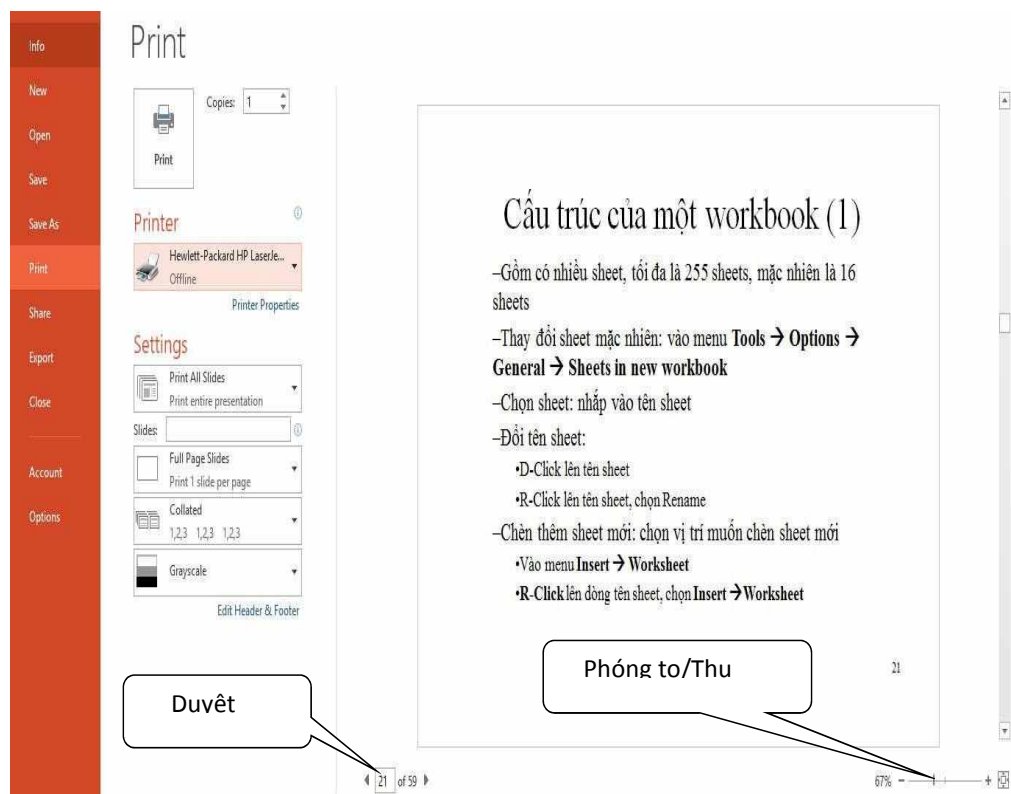 Info
New
Open
Save
Save As
Print
Share
Export
Close
Account
Options
Print
Print
Copies: 1
Printer
Hewlett-Packard HP LaserJe...
Offline
Printer Properties
Settings
Print All Slides
Print entire presentation
Slides:
Full Page Slides
Print 1 slide per page
Collated
1,2,3 1,2,3 1,2,3
Grayscale
Edit Header & Footer
Cấu trúc của một workbook (1)
–Gồm có nhiều sheet, tối đa là 255 sheets, mặc nhiên là 16
sheets
–Thay đổi sheet mặc nhiên: vào menu Tools → Options →
General → Sheets in new workbook
–Chọn sheet: nhắp vào tên sheet
–Đổi tên sheet:
•D-Click lên tên sheet
•R-Click lên tên sheet, chọn Rename
–Chèn thêm sheet mới: chọn vị trí muốn chèn sheet mới
•Vào menu Insert → Worksheet
•R-Click lên dòng tên sheet, chọn Insert →Worksheet
21
Phóng to/Thu
Duyệt
21 of 59
67%